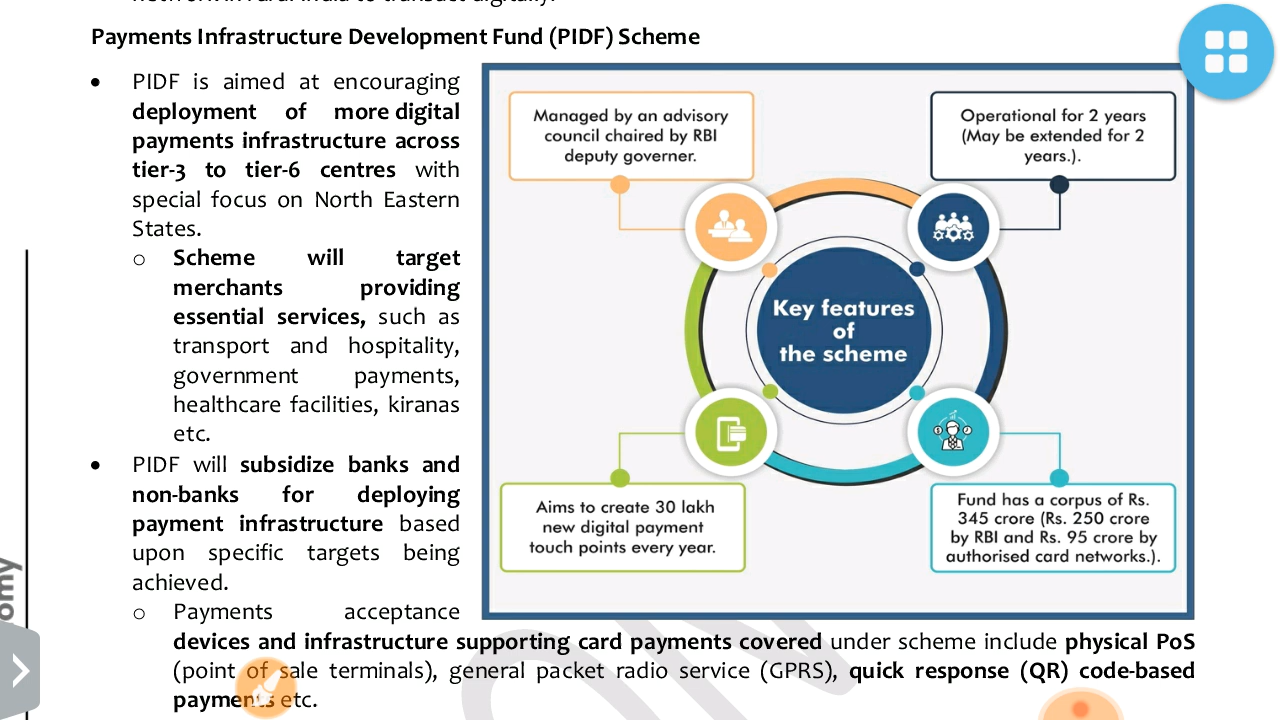 network in rural India to transact digitally.
Payments Infrastructure Development Fund (PIDF) Scheme
• PIDF is aimed at encouraging
deployment of more digital
payments infrastructure across
tier-3 to tier-6 centres with
special focus on North Eastern
States.
o Scheme will target
merchants providing
essential services, such as
transport and hospitality,
government payments,
healthcare facilities, kiranas
etc.
• PIDF will subsidize banks and
non-banks for deploying
payment infrastructure based
upon specific targets being
achieved.
o Payments acceptance
devices and infrastructure supporting card payments covered under scheme include physical PoS
(point of sale terminals), general packet radio service (GPRS), quick response (QR) code-based
payments etc.
Managed by an advisory
council chaired by RBI
deputy governer.
Operational for 2 years
(May be extended for 2
years.).
Key features
of
the scheme
Aims to create 30 lakh
new digital payment
touch points every year.
Fund has a corpus of Rs.
345 crore (Rs. 250 crore
by RBI and Rs. 95 crore by
authorised card networks.).
omy